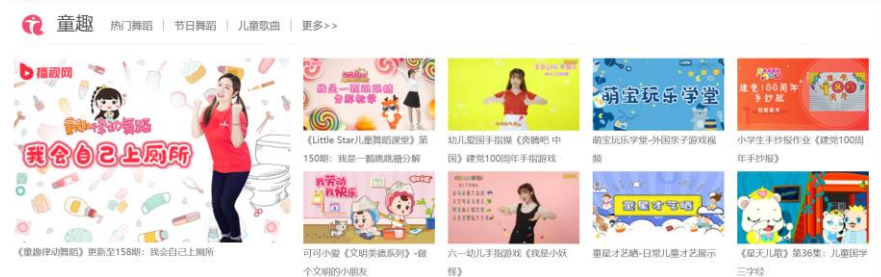 童趣
热门舞蹈 | 节日舞蹈 | 儿童歌曲 | 更多>>
播视网
童趣律动舞蹈
我会自己上厕所
《童趣律动舞蹈》更新至158期：我会自己上厕所
我是一颗跳跳糖
分解教学
《Little Star儿童舞蹈课堂》第
150期：我是一颗跳跳糖分解
幼儿爱国手指操《奔腾吧 中
国》建党100周年手指游戏
萌宝玩乐学堂
萌宝玩乐学堂-外国亲子游戏视
频
建党100周年
手抄报
小学生手抄报作业《建党100周
年手抄报》
我劳动
我快乐
可可小爱《文明美德系列》-做
个文明的小朋友
六一幼儿手指游戏《我是小妖
怪》
童星才艺晒
童星才艺晒-日常儿童才艺展示
《星天儿歌》第36集：儿童国学
三字经